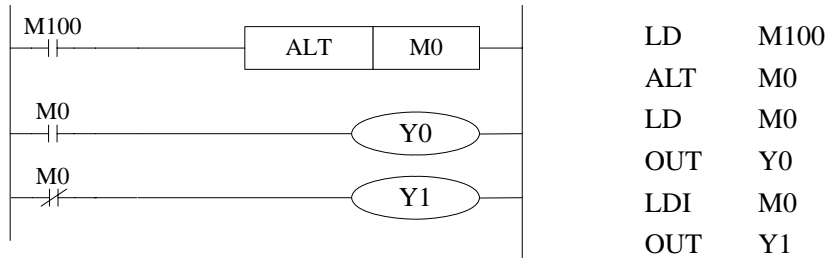 M100
ALT M0
M0
Y0
M0
Y1
LD M100
ALT M0
LD M0
OUT Y0
LDI M0
OUT Y1